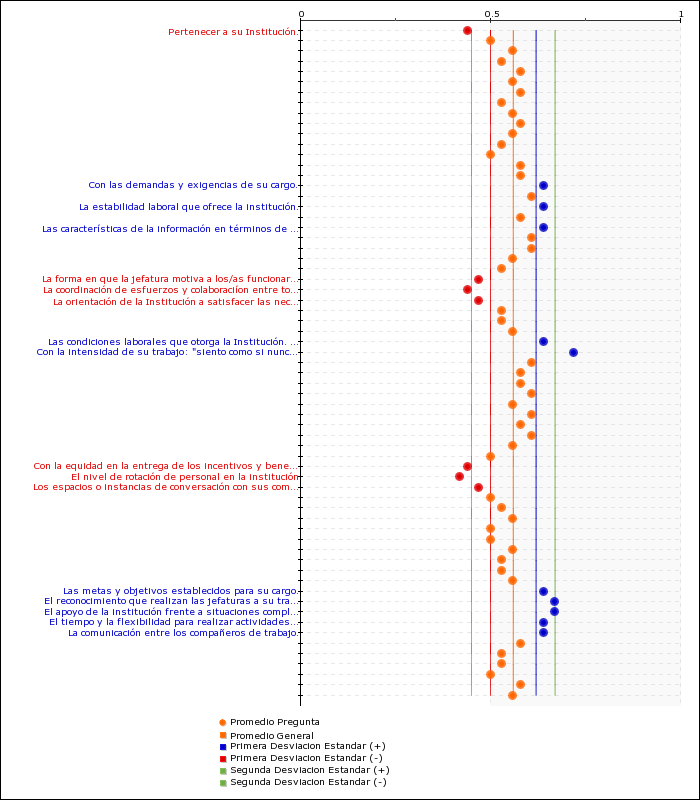 0 0.5 1
Pertenecer a su Institución.
Con las demandas y exigencias de su cargo.
La estabilidad laboral que ofrece la Institución.
Las características de la información en términos de ...
La forma en que la jefatura motiva a los/as funcionar...
La coordinación de esfuerzos y colaboracíon entre to...
La orientación de la Institución a satisfacer las nec...
Las condiciones laborales que otorga la Institución. ...
Con la intensidad de su trabajo: "siento como si nunc...
Con la equidad en la entrega de los incentivos y bene...
El nivel de rotación de personal en la Institución
Los espacios o instancias de conversación con sus com...
Las metas y objetivos establecidos para su cargo
El reconocimiento que realizan las jefaturas a su tra...
El apoyo de la institución frente a situaciones compl...
El tiempo y la flexibilidad para realizar actividades...
La comunicación entre los compañeros de trabajo
Promedio Pregunta
Promedio General
Primera Desviacion Estandar (+)
Primera Desviacion Estandar (-)
Segunda Desviacion Estandar (+)
Segunda Desviacion Estandar (-)